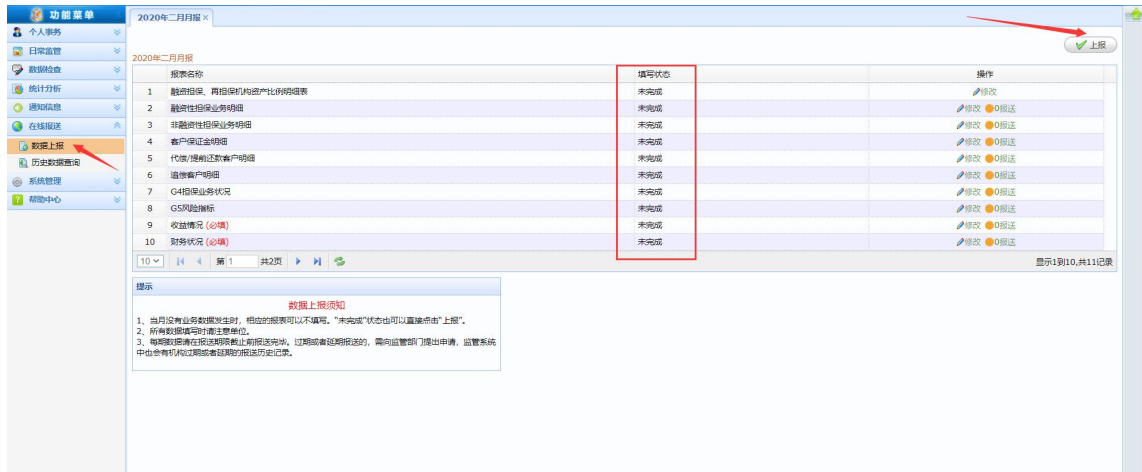 功能菜单
个人事务
日常监管
数据检查
统计分析
通知信息
在线报送
数据上报
历史数据查询
系统管理
帮助中心
2020年二月月报×
上报
2020年二月月报
报表名称 填写状态 操作
1 融资担保、再担保机构资产比例明细表 未完成 修改
2 融资性担保业务明细 未完成 修改 0报送
3 非融资性担保业务明细 未完成 修改 0报送
4 客户保证金明细 未完成 修改 0报送
5 代偿/提前还款客户明细 未完成 修改 0报送
6 追偿客户明细 未完成 修改 0报送
7 G4担保业务状况 未完成 修改 0报送
8 G5风险指标 未完成 修改 0报送
9 收益情况 (必填) 未完成 修改 0报送
10 财务状况 (必填) 未完成 修改 0报送
10 第 1 共2页 显示1到10,共11记录
提示
数据上报须知
1、当月没有业务数据发生时，相应的报表可以不填写。"未完成"状态也可以直接点击"上报"。
2、所有数据填写时请注意单位。
3、每期数据请在报送期限截止前报送完毕。过期或者延期报送的，需向监管部门提出申请，监管系统
中也会有机构过期或者延期的报送历史记录。